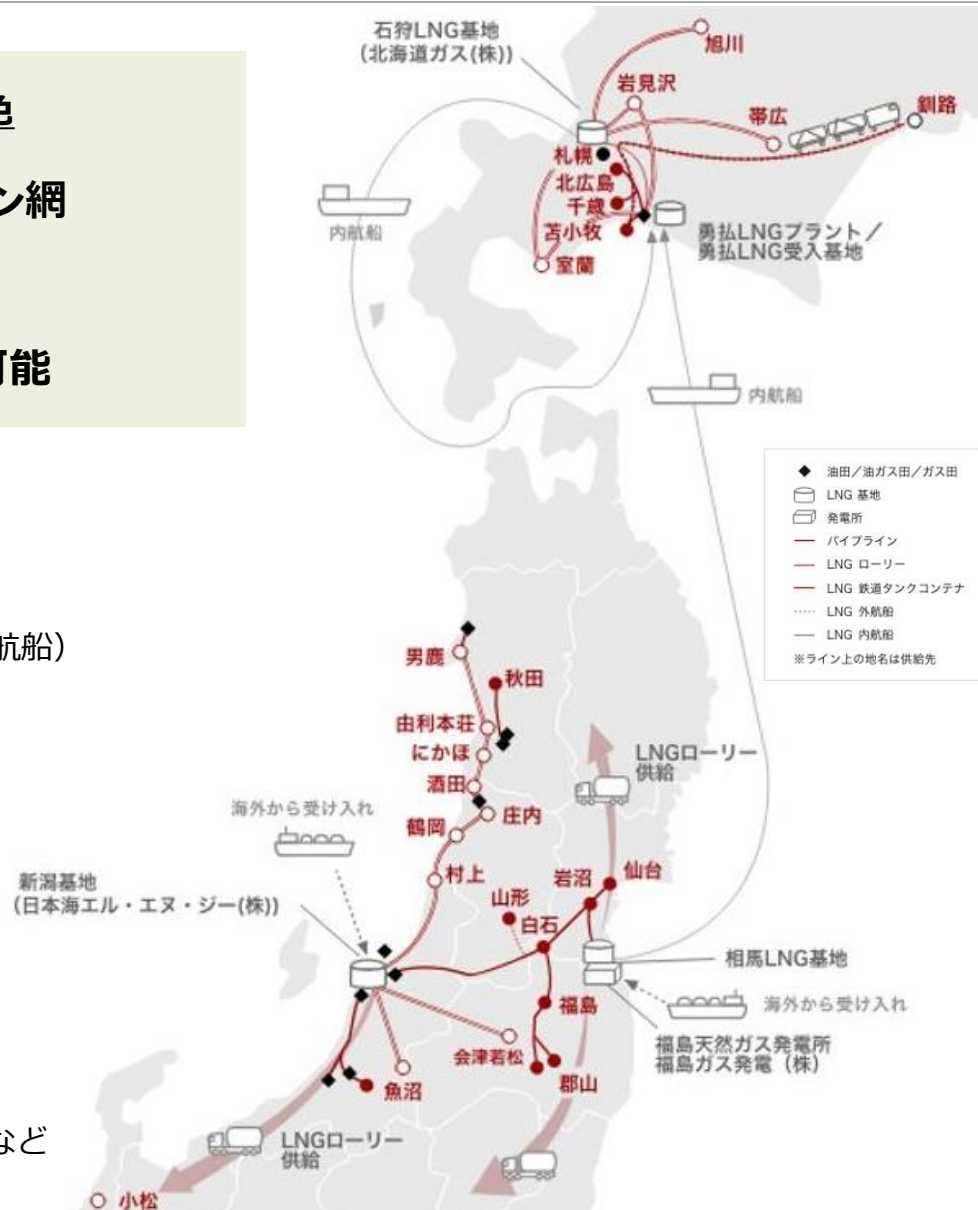 色
ン網
可能
航船）
など
石狩LNG基地
（北海道ガス(株)）
旭川
岩見沢
帯広
釧路
札幌
北広島
千歳
苫小牧
室蘭
内航船
勇払LNGプラント／
勇払LNG受入基地
内航船
油田／油ガス田／ガス田
LNG 基地
発電所
パイプライン
LNG ローリー
LNG 鉄道タンクコンテナ
LNG 外航船
LNG 内航船
※ライン上の地名は供給先
男鹿
秋田
由利本荘
にかほ
酒田
庄内
鶴岡
村上
LNGローリー
供給
海外から受け入れ
新潟基地
（日本海エル・エヌ・ジー(株)）
岩沼
仙台
山形
白石
相馬LNG基地
海外から受け入れ
福島
福島天然ガス発電所
福島ガス発電（株）
会津若松
郡山
魚沼
LNGローリー
供給
小松